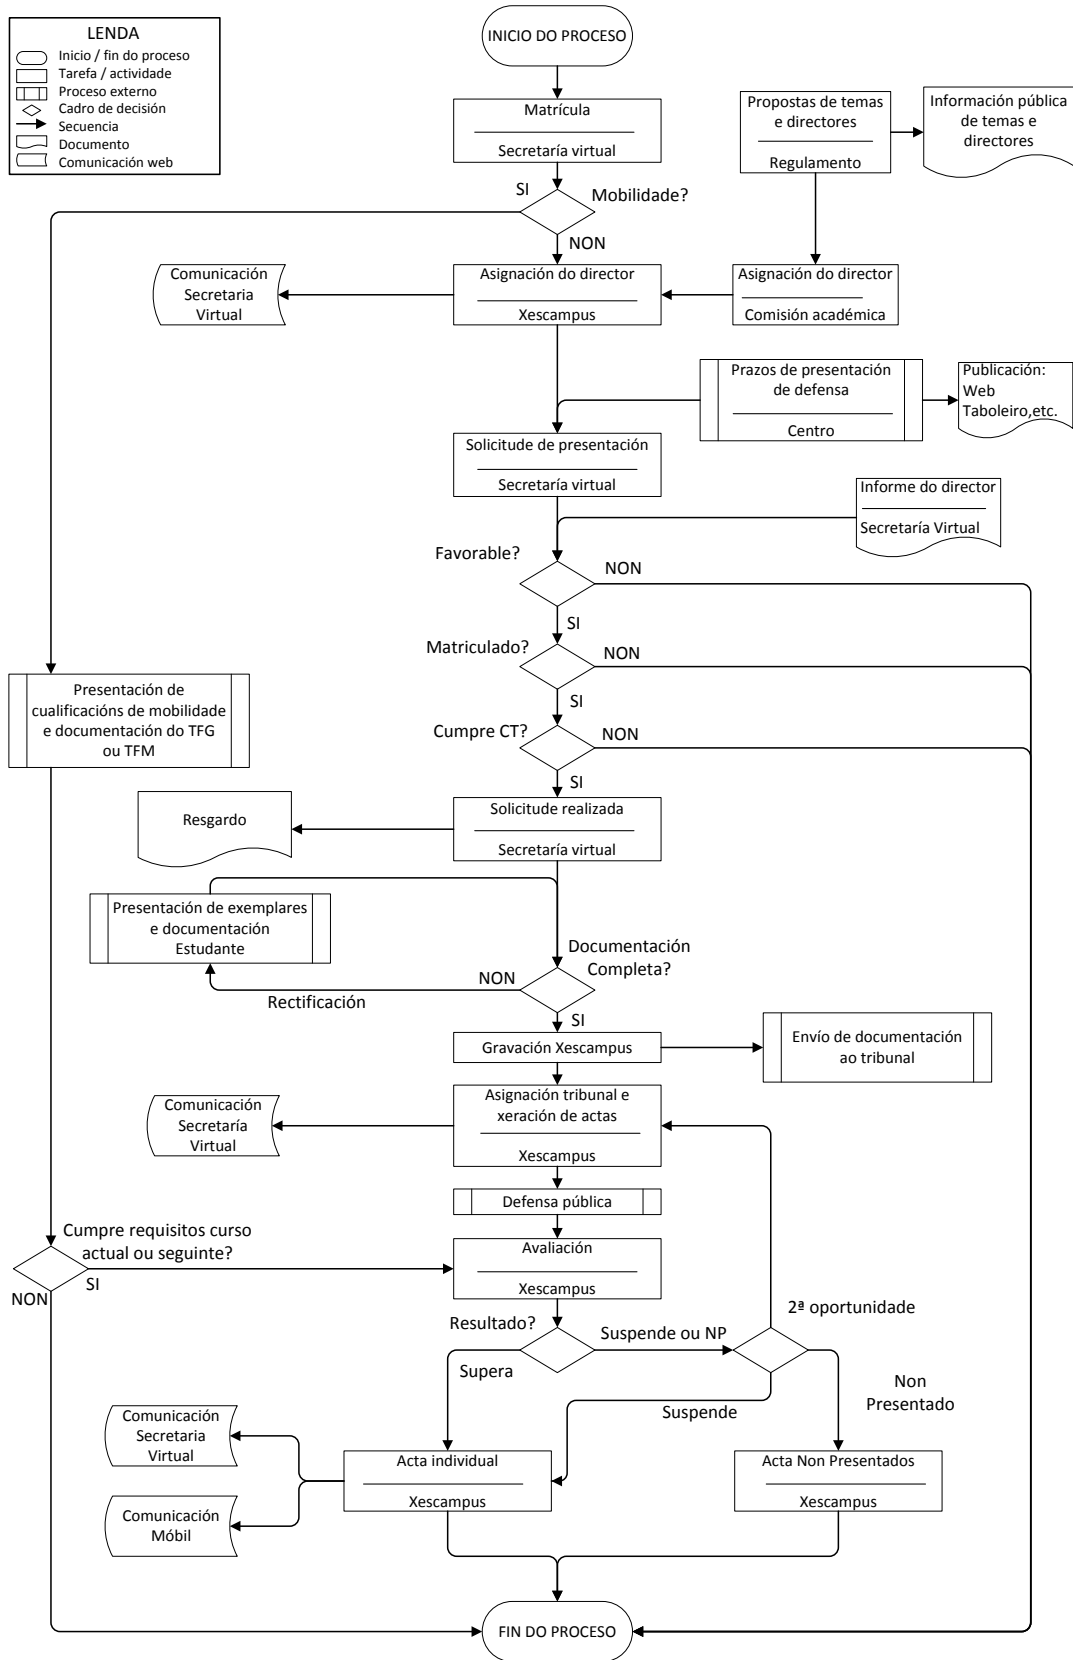 LENDA
Inicio / fin do proceso
Tarefa / actividade
Proceso externo
Cadro de decisión
Secuencia
Documento
Comunicación web
INICIO DO PROCESO
Matrícula
Secretaría virtual
Propostas de temas
e directores
Regulamento
Información pública
de temas e
directores
SI
Mobilidade?
NON
Comunicación
Secretaria
Virtual
Asignación do director
Xescampus
Asignación do director
Comisión académica
Prazos de presentación
de defensa
Centro
Publicación:
Web
Taboleiro,etc.
Solicitude de presentación
Secretaría virtual
Informe do director
Secretaría Virtual
Favorable?
NON
SI
Matriculado?
NON
SI
Presentación de
cualificacións de mobilidade
e documentación do TFG
ou TFM
Cumpre CT?
NON
SI
Resgardo
Solicitude realizada
Secretaría virtual
Presentación de exemplares
e documentación
Estudante
Documentación
Completa?
NON
Rectificación
SI
Gravación Xescampus
Envío de documentación
ao tribunal
Comunicación
Secretaría
Virtual
Asignación tribunal e
xeración de actas
Xescampus
Defensa pública
Cumpre requisitos curso
actual ou seguinte?
SI
NON
Avaliación
Xescampus
2ª oportunidade
Resultado?
Suspende ou NP
Supera
Non
Presentado
Suspende
Comunicación
Secretaria
Virtual
Acta individual
Xescampus
Acta Non Presentados
Xescampus
Comunicación
Móbil
FIN DO PROCESO